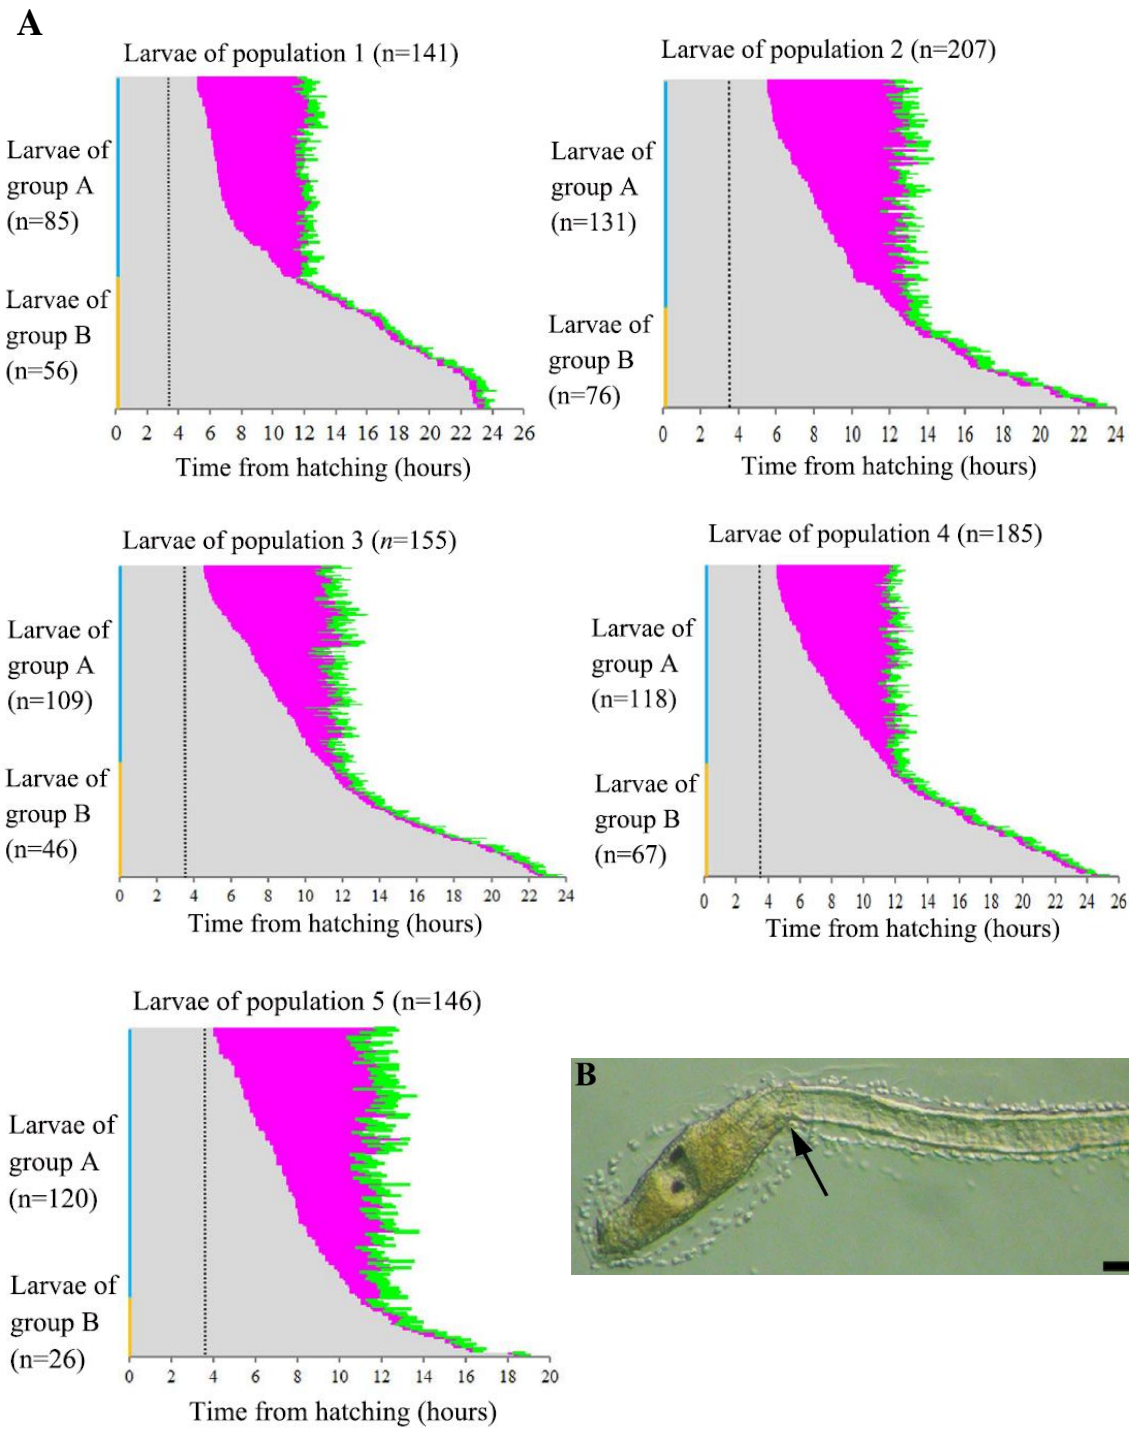 A
Larvae of population 1 (n=141)
Larvae of
group A
(n=85)
Larvae of
group B
(n=56)
0 2 4 6 8 10 12 14 16 18 20 22 24 26
Time from hatching (hours)
Larvae of population 2 (n=207)
Larvae of
group A
(n=131)
Larvae of
group B
(n=76)
0 2 4 6 8 10 12 14 16 18 20 22 24
Time from hatching (hours)
Larvae of population 3 (n=155)
Larvae of
group A
(n=109)
Larvae of
group B
(n=46)
0 2 4 6 8 10 12 14 16 18 20 22 24
Time from hatching (hours)
Larvae of population 4 (n=185)
Larvae of
group A
(n=118)
Larvae of
group B
(n=67)
0 2 4 6 8 10 12 14 16 18 20 22 24 26
Time from hatching (hours)
Larvae of population 5 (n=146)
Larvae of
group A
(n=120)
Larvae of
group B
(n=26)
0 2 4 6 8 10 12 14 16 18 20
Time from hatching (hours)
B